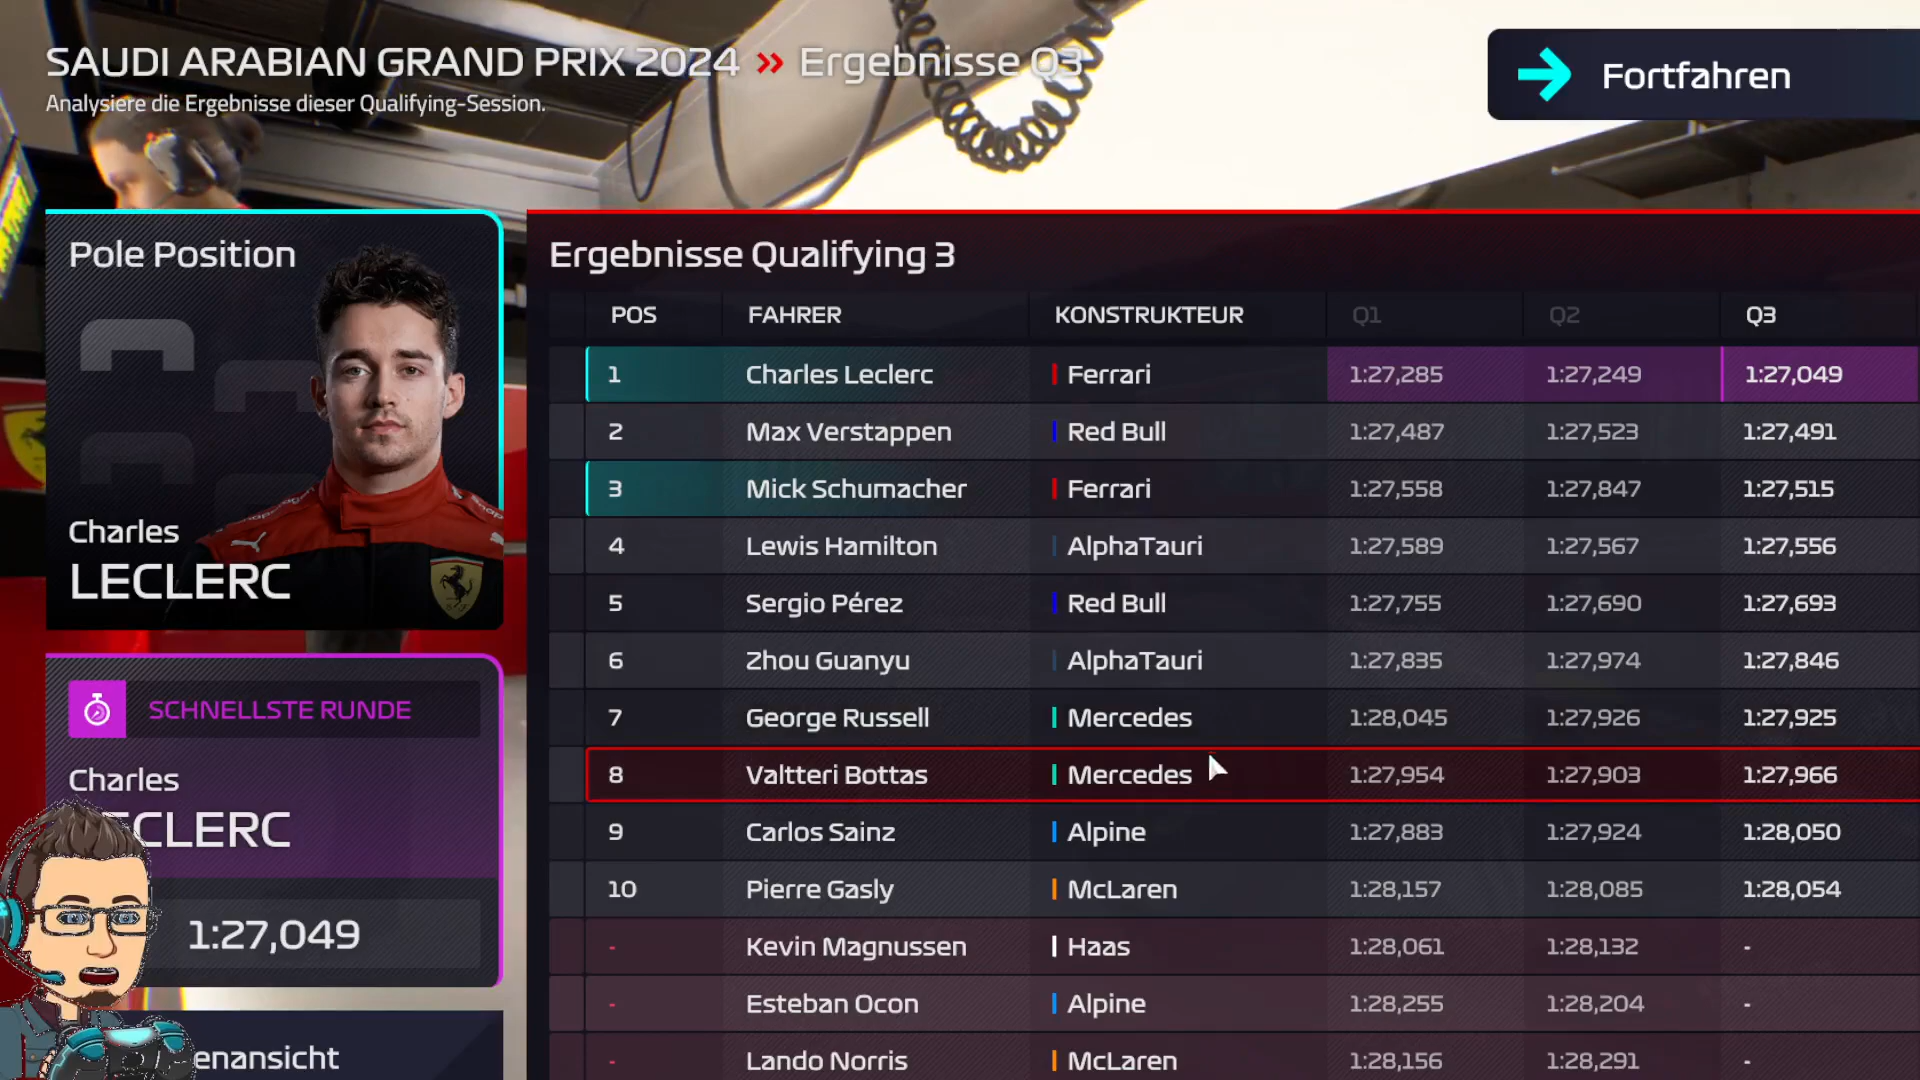 SAUDI ARABIAN GRAND PRIX 2024 » Ergebnisse Q3
Analysiere die Ergebnisse dieser Qualifying-Session.
Fortfahren
Pole Position
Charles
LECLERC
SCHNELLSTE RUNDE
Charles
ECLERC
1:27,049
enansicht
Ergebnisse Qualifying 3
POS FAHRER KONSTRUKTEUR Q1 Q2 Q3
1 Charles Leclerc Ferrari 1:27,285 1:27,249 1:27,049
2 Max Verstappen Red Bull 1:27,487 1:27,523 1:27,491
3 Mick Schumacher Ferrari 1:27,558 1:27,847 1:27,515
4 Lewis Hamilton AlphaTauri 1:27,589 1:27,567 1:27,556
5 Sergio Pérez Red Bull 1:27,755 1:27,690 1:27,693
6 Zhou Guanyu AlphaTauri 1:27,835 1:27,974 1:27,846
7 George Russell Mercedes 1:28,045 1:27,926 1:27,925
8 Valtteri Bottas Mercedes 1:27,954 1:27,903 1:27,966
9 Carlos Sainz Alpine 1:27,883 1:27,924 1:28,050
10 Pierre Gasly McLaren 1:28,157 1:28,085 1:28,054
- Kevin Magnussen Haas 1:28,061 1:28,132 -
- Esteban Ocon Alpine 1:28,255 1:28,204 -
- Lando Norris McLaren 1:28,156 1:28,291 -